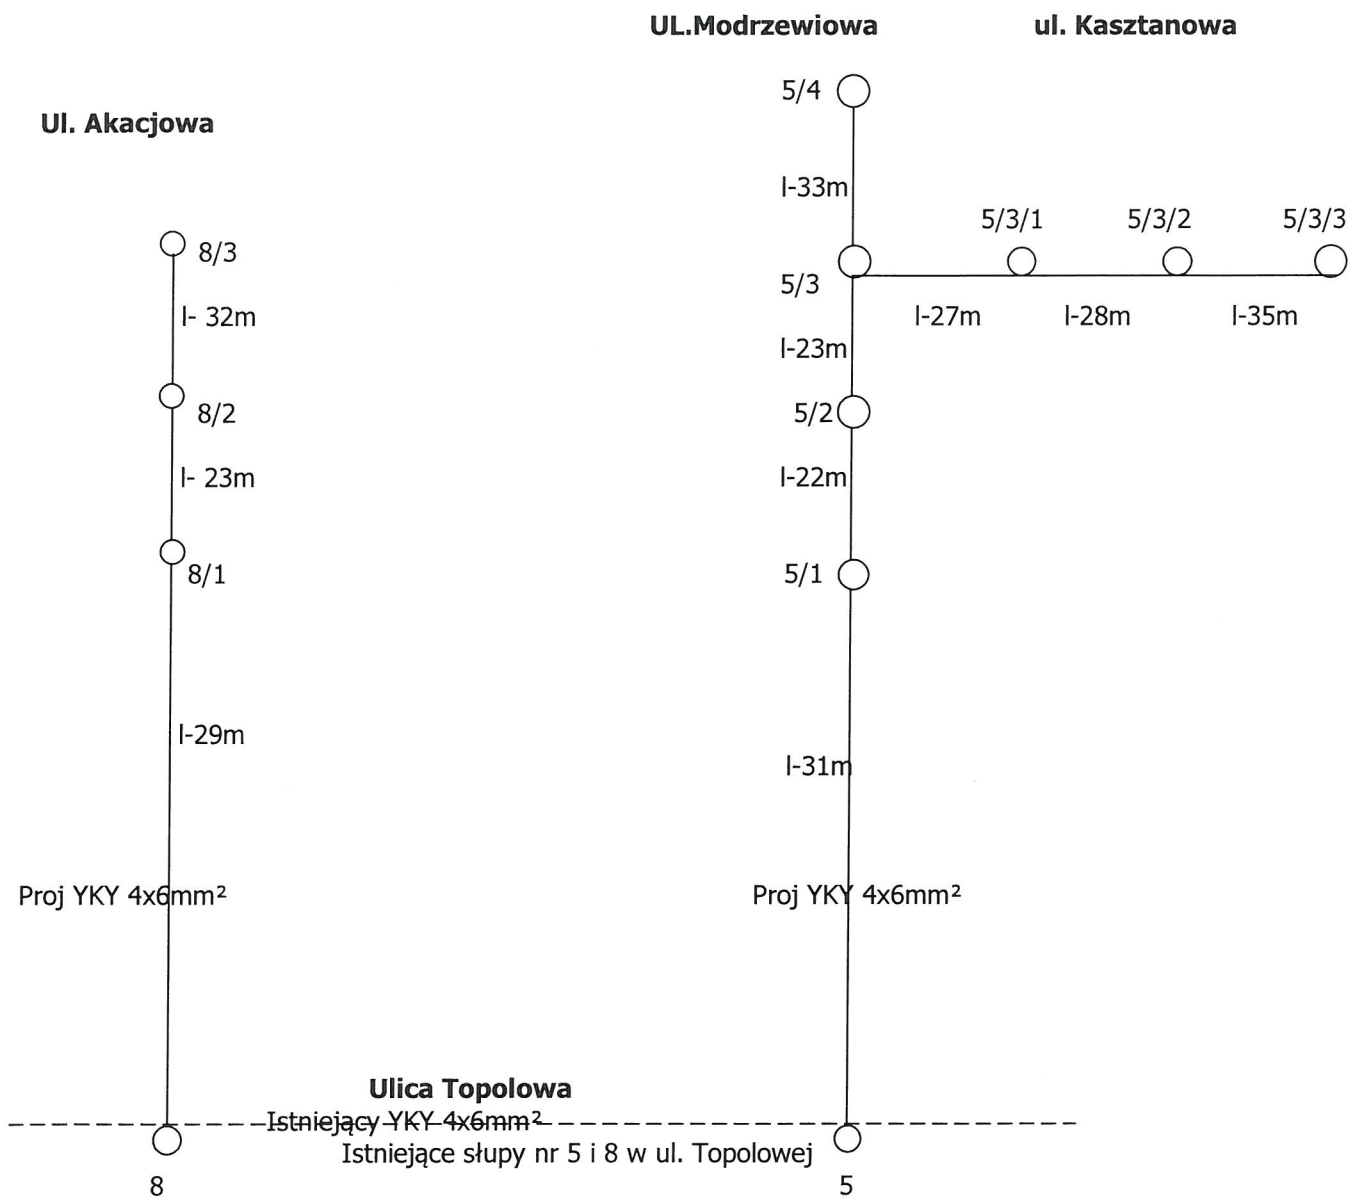 UL.Modrzewiowa
ul. Kasztanowa
5/4
Ul. Akacjowa
l-33m
5/3/1
5/3/2
5/3/3
8/3
5/3
l- 32m
l-27m
l-28m
l-35m
l-23m
8/2
5/2
l- 23m
l-22m
8/1
5/1
l-29m
l-31m
Proj YKY 4x6mm²
Proj YKY 4x6mm²
Ulica Topolowa
Istniejący YKY 4x6mm²
Istniejące słupy nr 5 i 8 w ul. Topolowej
8
5